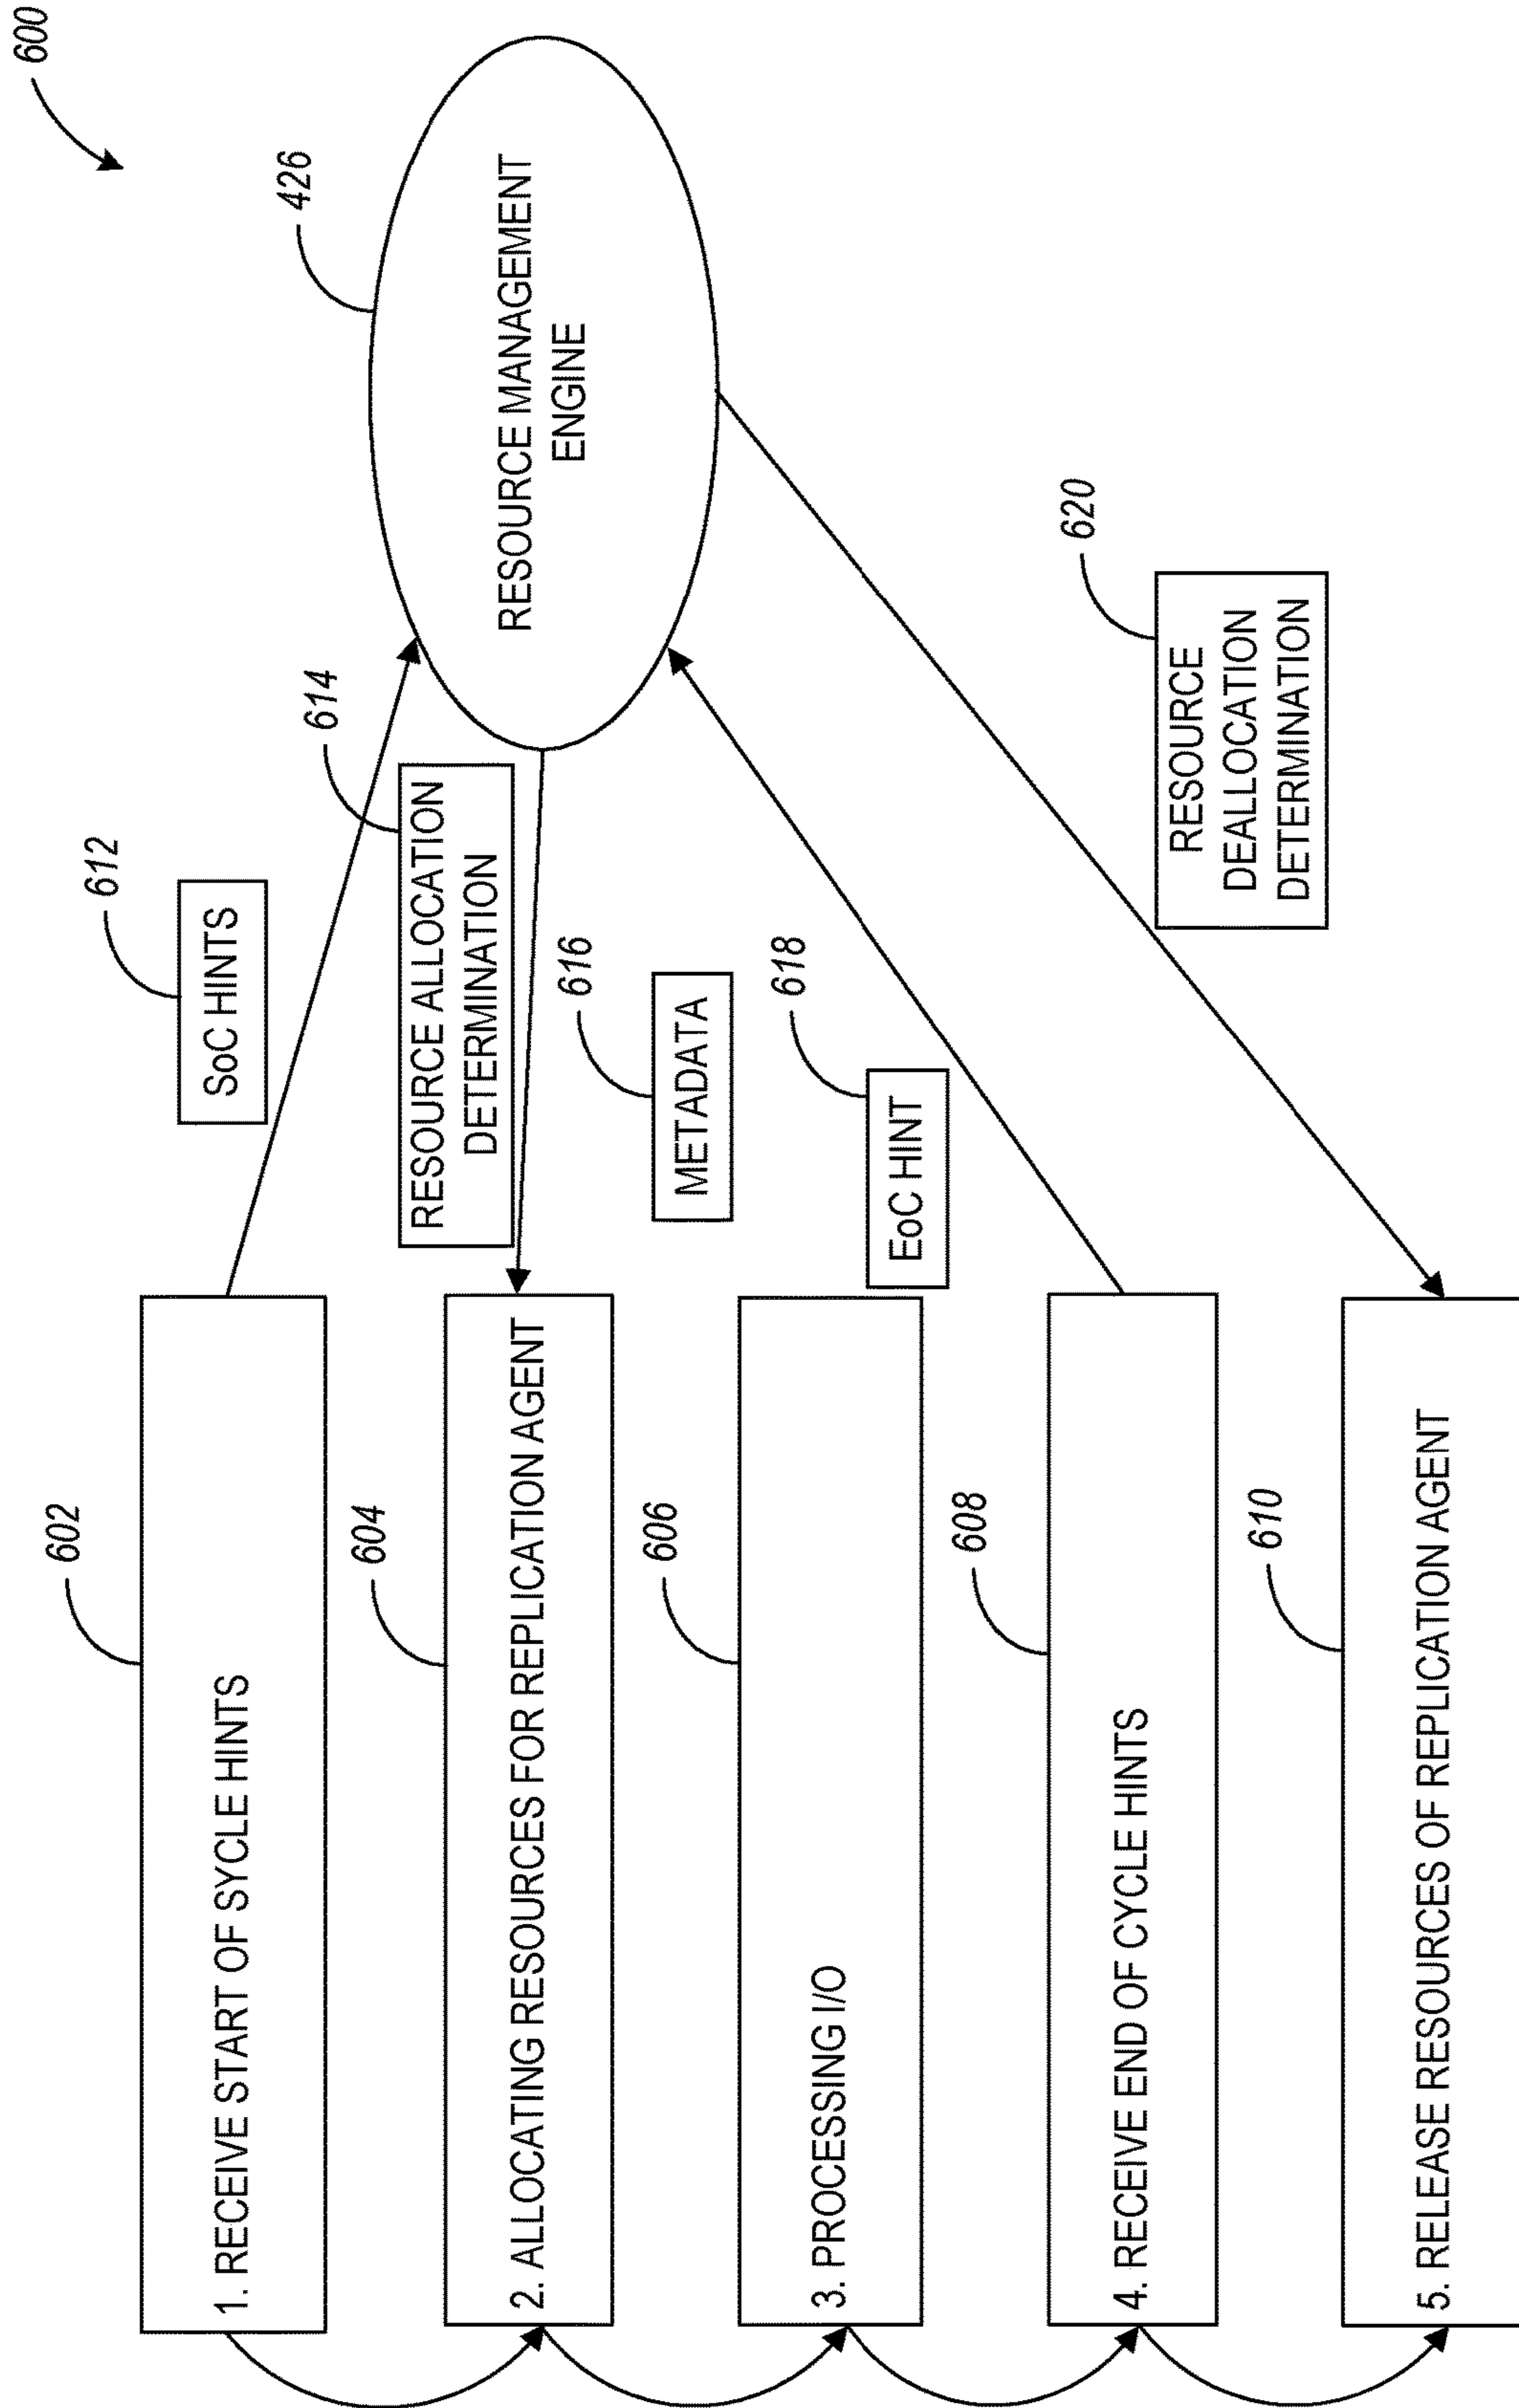 600
602
1. RECEIVE START OF SYCLE HINTS
612
SoC HINTS
426
RESOURCE MANAGEMENT
ENGINE
604
2. ALLOCATING RESOURCES FOR REPLICATION AGENT
614
RESOURCE ALLOCATION
DETERMINATION
606
3. PROCESSING I/O
616
METADATA
608
4. RECEIVE END OF CYCLE HINTS
618
EoC HINT
610
5. RELEASE RESOURCES OF REPLICATION AGENT
620
RESOURCE
DEALLOCATION
DETERMINATION